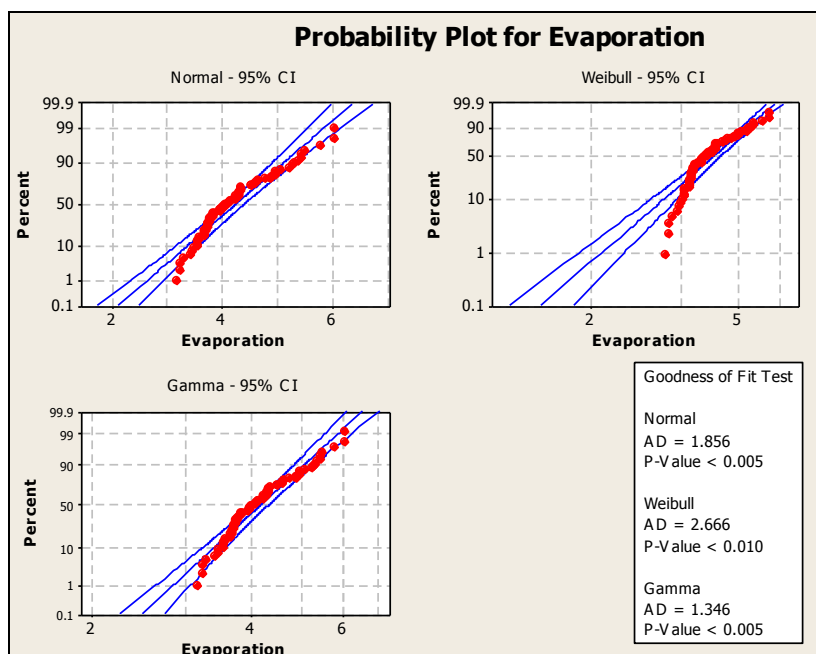 Probability Plot for Evaporation
Normal - 95% CI
99.9
99
90
50
10
1
0.1
Percent
2
4
6
Evaporation
Weibull - 95% CI
99.9
90
50
10
1
0.1
Percent
2
5
Evaporation
Gamma - 95% CI
99.9
99
90
50
10
1
0.1
Percent
2
4
6
Evaporation
Goodness of Fit Test
Normal
AD = 1.856
P-Value < 0.005
Weibull
AD = 2.666
P-Value < 0.010
Gamma
AD = 1.346
P-Value < 0.005